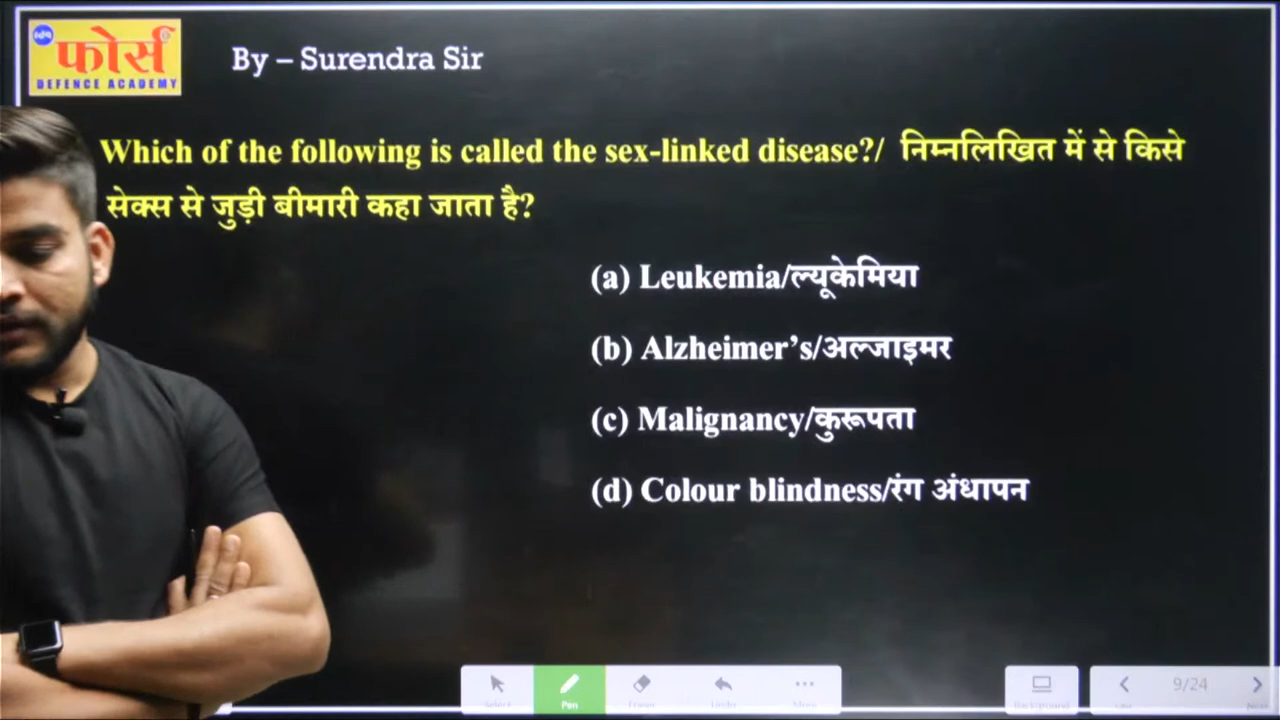 फोर्स
DEFENCE ACADEMY
By – Surendra Sir
Which of the following is called the sex-linked disease?/ निम्नलिखित में से किसे
सेक्स से जुड़ी बीमारी कहा जाता है?
(a) Leukemia/ल्यूकेमिया
(b) Alzheimer’s/अल्जाइमर
(c) Malignancy/कुरूपता
(d) Colour blindness/रंग अंधापन
Select Pen Eraser Undo More Background 9/24